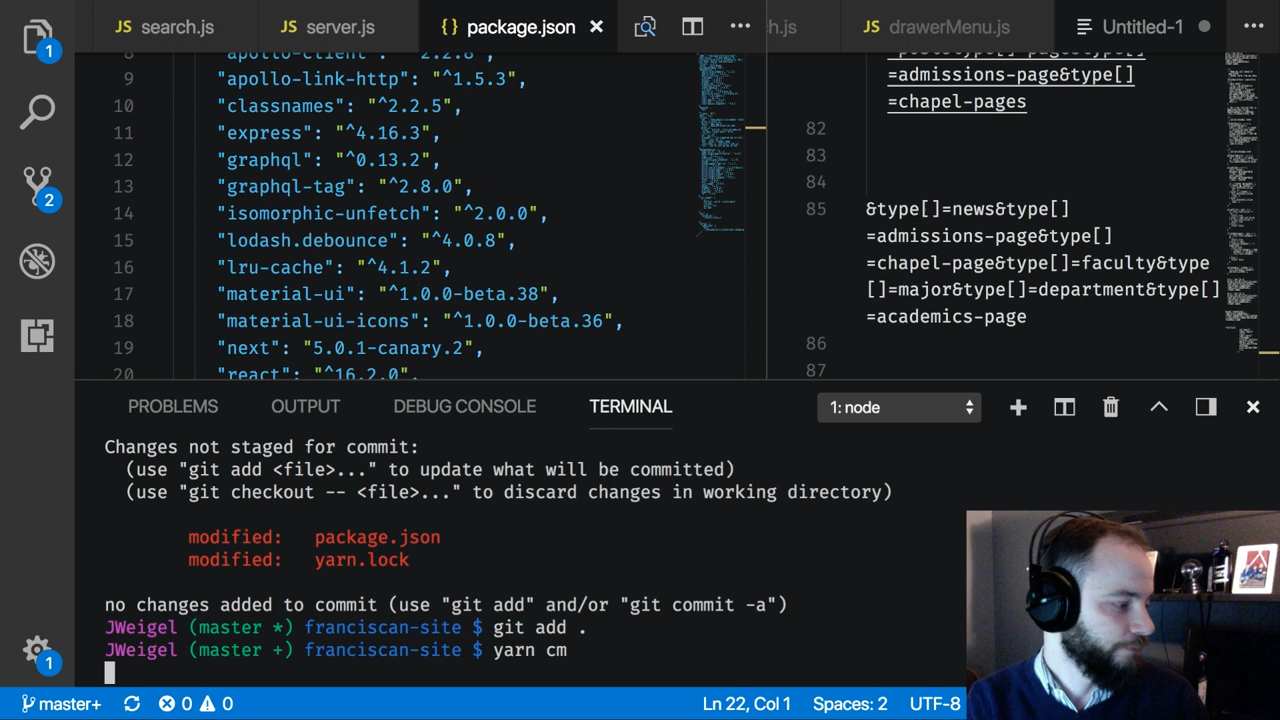 1
2
1
JS search.js
JS server.js
{} package.json
•••
h.js
drawerMenu.js
Untitled-1
•••
9 "apollo-link-http": "^1.5.3",
10 "classnames": "^2.2.5",
11 "express": "^4.16.3",
12 "graphql": "^0.13.2",
13 "graphql-tag": "^2.8.0",
14 "isomorphic-unfetch": "^2.0.0",
15 "lodash.debounce": "^4.0.8",
16 "lru-cache": "^4.1.2",
17 "material-ui": "^1.0.0-beta.38",
18 "material-ui-icons": "^1.0.0-beta.36",
19 "next": "5.0.1-canary.2",
20 "react": "^16.2.0",
=admissions-page&type[]
=chapel-pages
82
83
84
85 &type[]=news&type[]
=admissions-page&type[]
=chapel-page&type[]=faculty&type
[]=major&type[]=department&type[]
=academics-page
86
87
PROBLEMS
OUTPUT
DEBUG CONSOLE
TERMINAL
1: node
Changes not staged for commit:
(use "git add <file>..." to update what will be committed)
(use "git checkout -- <file>..." to discard changes in working directory)
modified: package.json
modified: yarn.lock
no changes added to commit (use "git add" and/or "git commit -a")
JWeigel (master *) franciscan-site $ git add .
JWeigel (master +) franciscan-site $ yarn cm
master+
0
0
Ln 22, Col 1
Spaces: 2
UTF-8